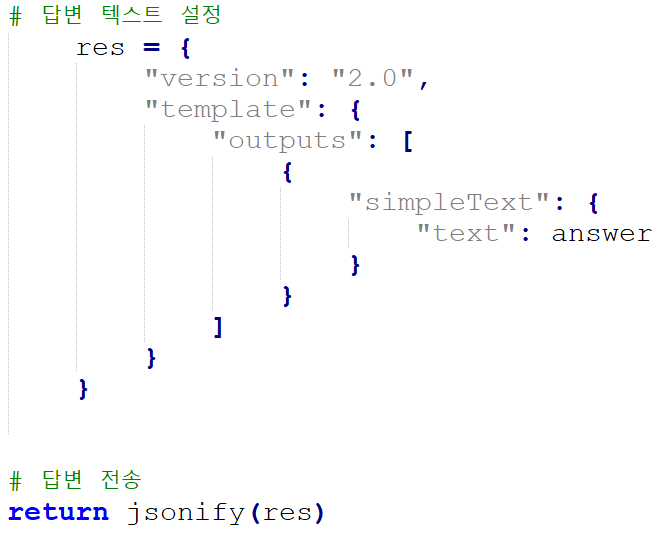 # 답변 텍스트 설정
    res = {
        "version": "2.0",
        "template": {
            "outputs": [
                {
                    "simpleText": {
                        "text": answer
                    }
                }
            ]
        }
    }
# 답변 전송
return jsonify(res)